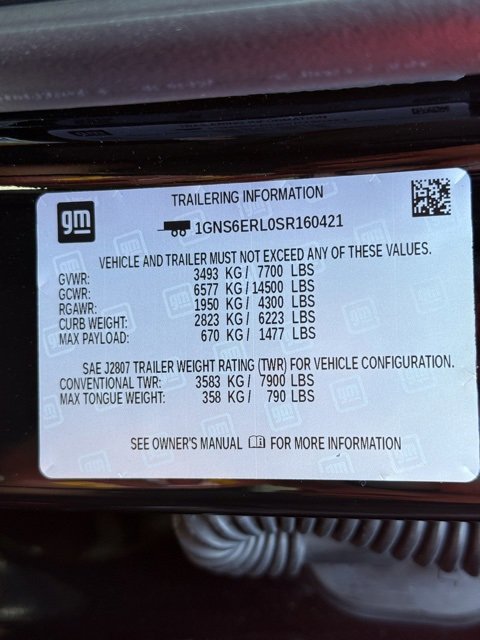 gm
TRAILERING INFORMATION
1GNS6ERL0SR160421
VEHICLE AND TRAILER MUST NOT EXCEED ANY OF THESE VALUES.
GVWR: 3493 KG / 7700 LBS
GCWR: 6577 KG / 14500 LBS
RGAWR: 1950 KG / 4300 LBS
CURB WEIGHT: 2823 KG / 6223 LBS
MAX PAYLOAD: 670 KG / 1477 LBS
SAE J2807 TRAILER WEIGHT RATING (TWR) FOR VEHICLE CONFIGURATION.
CONVENTIONAL TWR: 3583 KG / 7900 LBS
MAX TONGUE WEIGHT: 358 KG / 790 LBS
SEE OWNER'S MANUAL FOR MORE INFORMATION